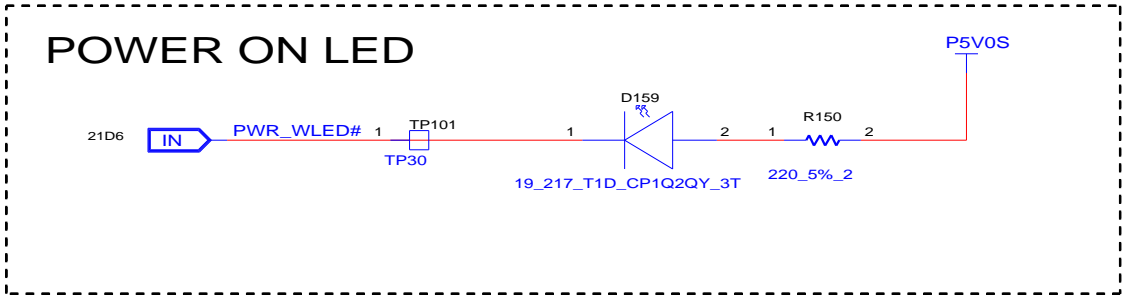 POWER ON LED
P5V0S
21D6
IN
PWR_WLED#
1
TP101
TP30
1
D159
2
19_217_T1D_CP1Q2QY_3T
1
R150
2
220_5%_2